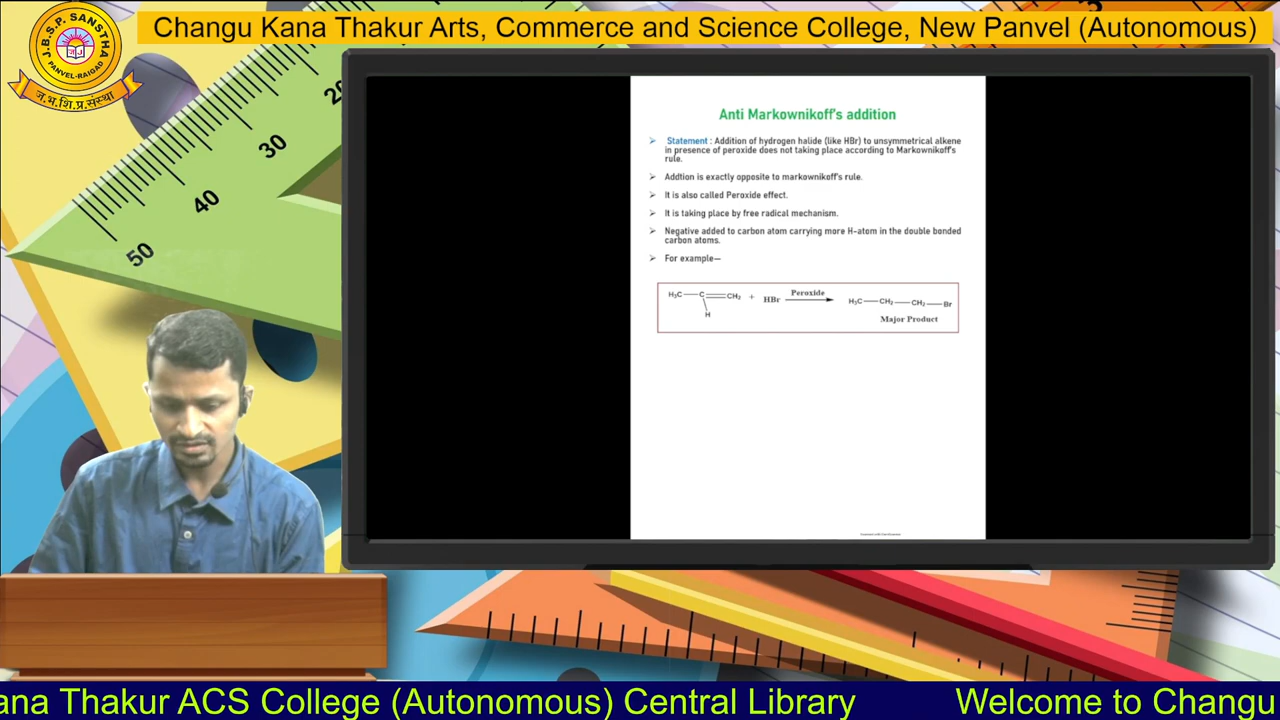 Changu Kana Thakur Arts, Commerce and Science College, New Panvel (Autonomous)
J.B.S.P. SANSTHA
PANVEL-RAIGAD
ज.भ.शि.प्र.संस्था
20
30
40
50
Anti Markownikoff's addition
➢ Statement : Addition of hydrogen halide (like HBr) to unsymmetrical alkene
in presence of peroxide does not taking place according to Markownikoff's
rule.
➢ Addtion is exactly opposite to markownikoff's rule.
➢ It is also called Peroxide effect.
➢ It is taking place by free radical mechanism.
➢ Negative added to carbon atom carrying more H-atom in the double bonded
carbon atoms.
➢ For example—
H₃C—C=CH₂ + HBr Peroxide H₃C—CH₂—CH₂—Br
H
Major Product
ana Thakur ACS College (Autonomous) Central Library Welcome to Changu